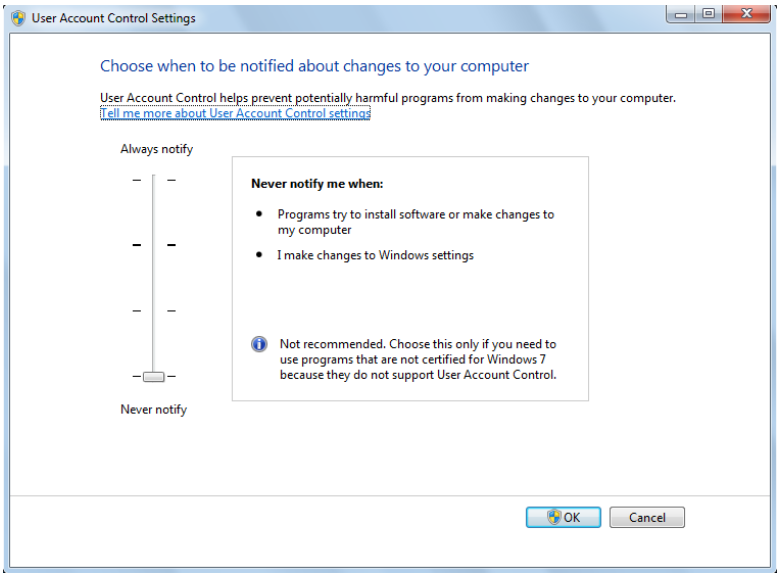 User Account Control Settings
Choose when to be notified about changes to your computer
User Account Control helps prevent potentially harmful programs from making changes to your computer.
Tell me more about User Account Control settings
Always notify
Never notify me when:
• Programs try to install software or make changes to
my computer
• I make changes to Windows settings
Not recommended. Choose this only if you need to
use programs that are not certified for Windows 7
because they do not support User Account Control.
Never notify
OK
Cancel